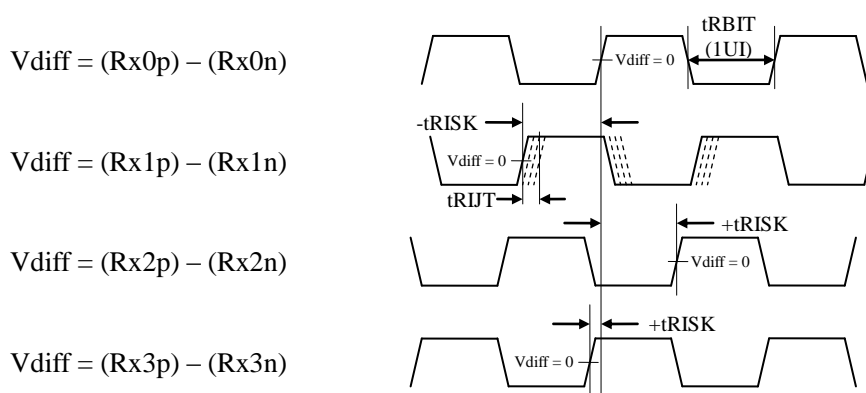 tRBIT
Vdiff = (Rx0p) – (Rx0n)
Vdiff = 0
(1UI)
-tRISK
Vdiff = (Rx1p) – (Rx1n)
Vdiff = 0
tRIJT
+tRISK
Vdiff = (Rx2p) – (Rx2n)
Vdiff = 0
+tRISK
Vdiff = (Rx3p) – (Rx3n)
Vdiff = 0